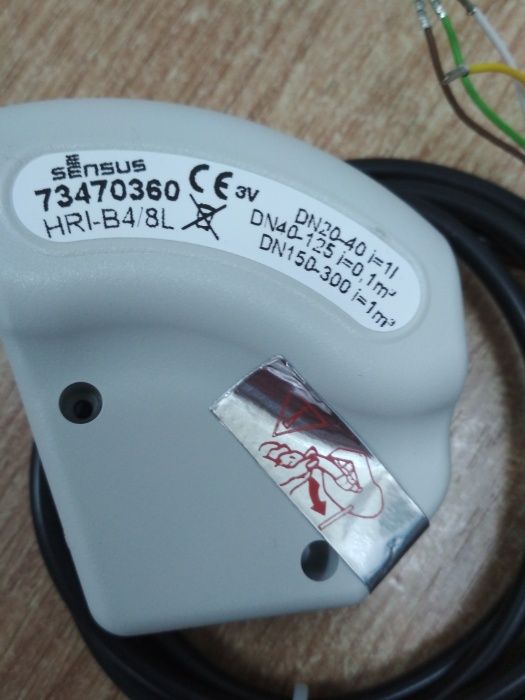 SENSUS
73470360 CE 3V
HRI-B4/8L
DN20-40 i=1l
DN40-125 i=0,1m³
DN150-300 i=1m³